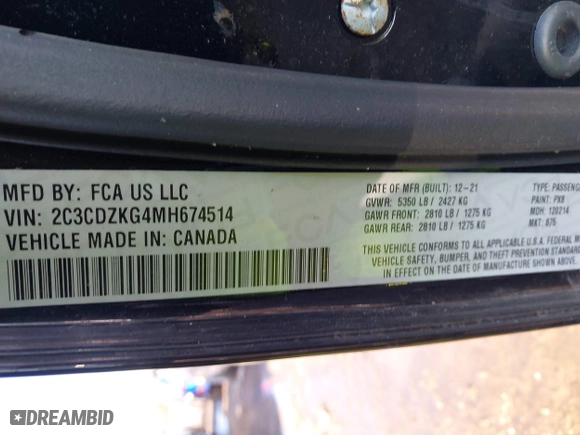 MFD BY: FCA US LLC
VIN: 2C3CDZKG4MH674514
VEHICLE MADE IN: CANADA
DATE OF MFR (BUILT): 12-21
GVWR: 5350 LB / 2427 KG
GAWR FRONT: 2810 LB / 1275 KG
GAWR REAR: 2810 LB / 1275 KG
TYPE: PASSENG
PAINT: PX8
MDH: 120214
MKT: 875
THIS VEHICLE CONFORMS TO ALL APPLICABLE U.S.A. FEDERAL M
VEHICLE SAFETY, BUMPER, AND THEFT PREVENTION STANDAR
IN EFFECT ON THE DATE OF MANUFACTURE SHOWN ABOVE.
DREAMBID